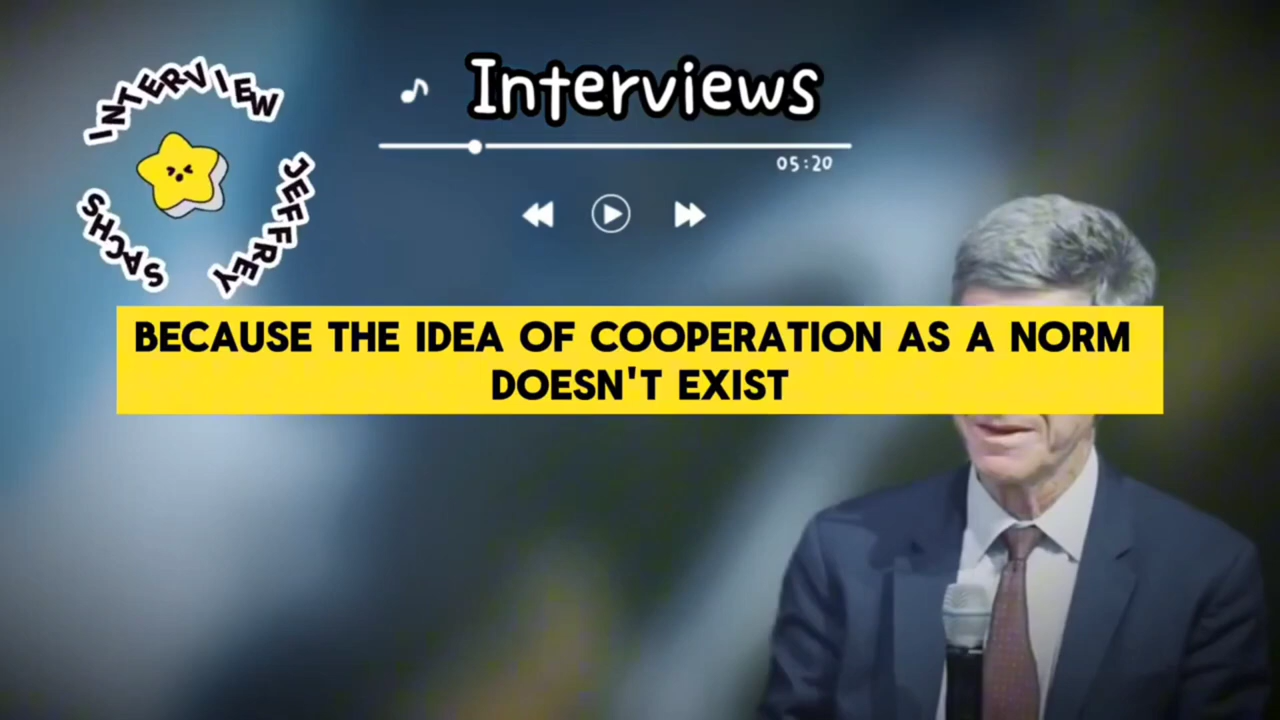 INTERVIEW
JEFFREY
SACHS
Interviews
05:20
BECAUSE THE IDEA OF COOPERATION AS A NORM
DOESN'T EXIST